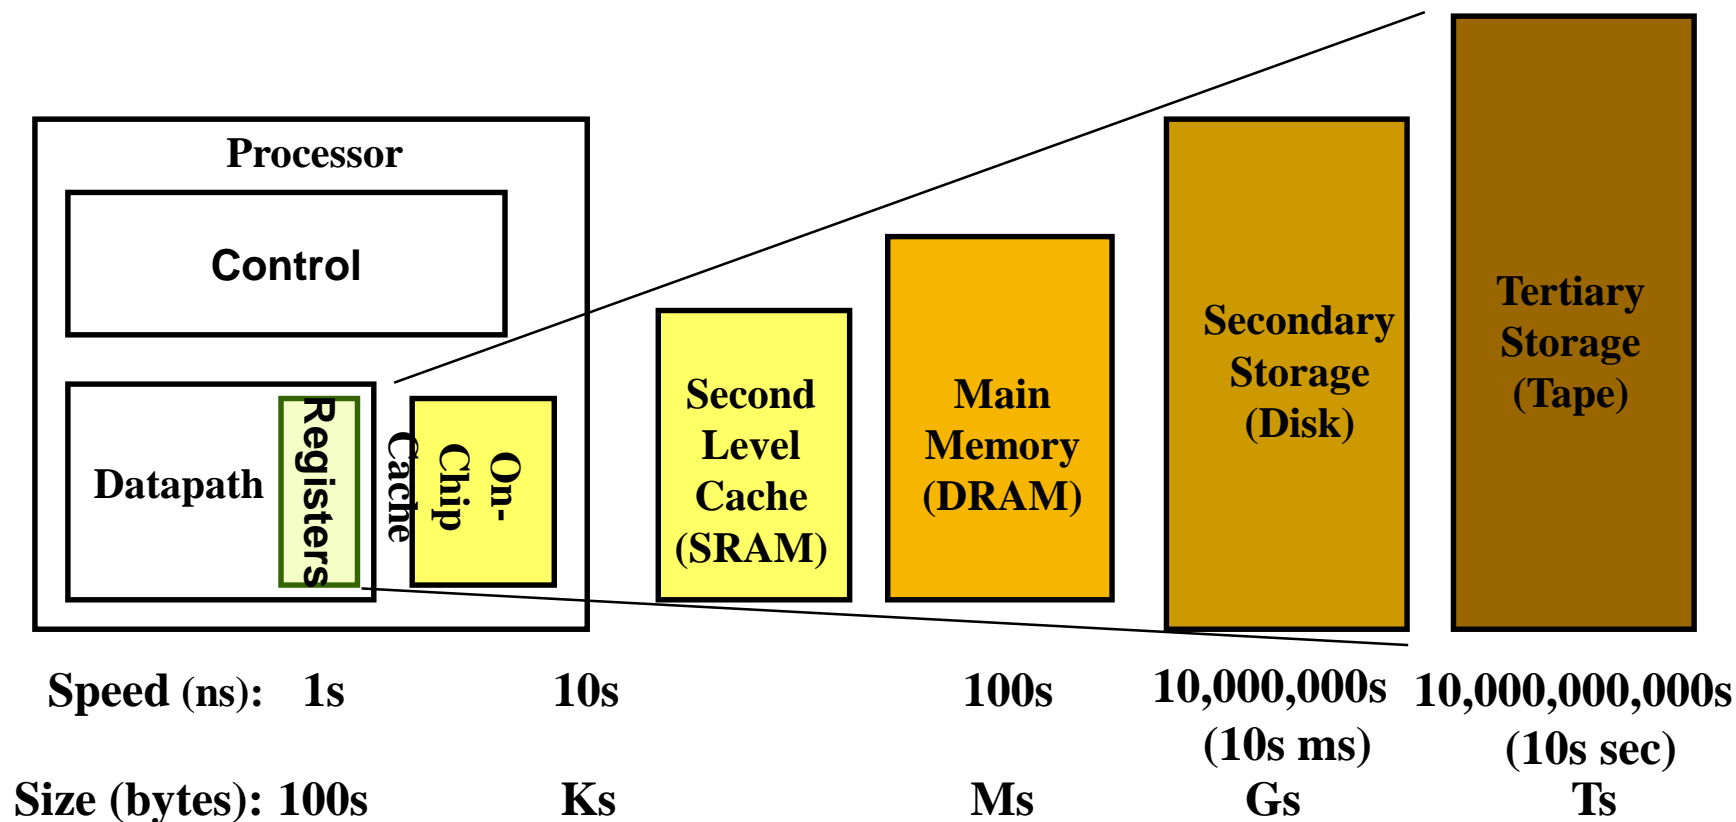 Processor
Control
Datapath
Registers
On-
Chip
Cache
Second
Level
Cache
(SRAM)
Main
Memory
(DRAM)
Secondary
Storage
(Disk)
Tertiary
Storage
(Tape)
Speed (ns): 1s 10s 100s 10,000,000s 10,000,000,000s
(10s ms) (10s sec)
Size (bytes): 100s Ks Ms Gs Ts